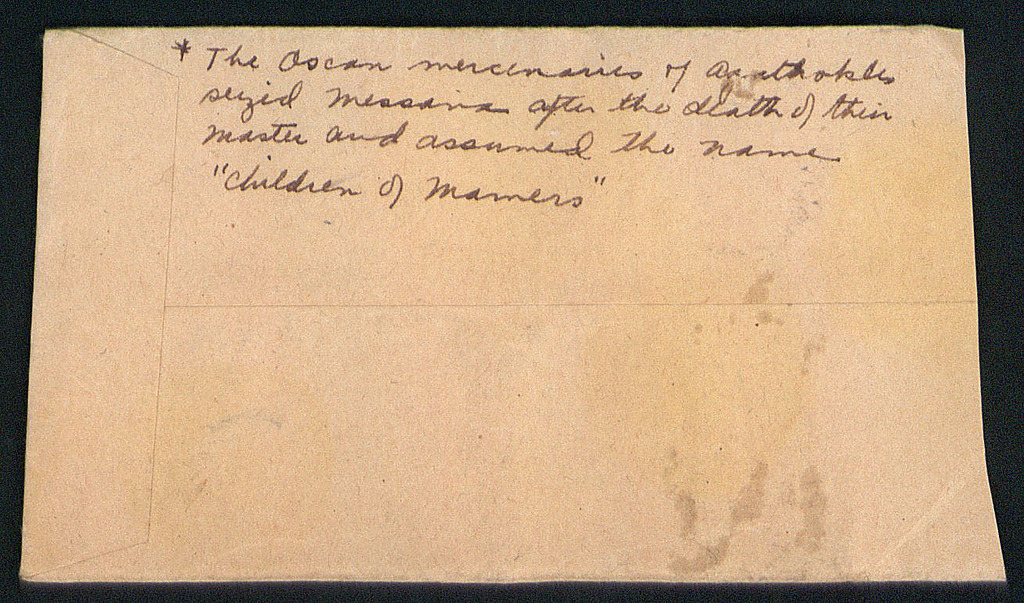 * The Oscan mercenaries of Agathokles
seized Messana after the death of their
master and assumed the name
"Children of Mamers"